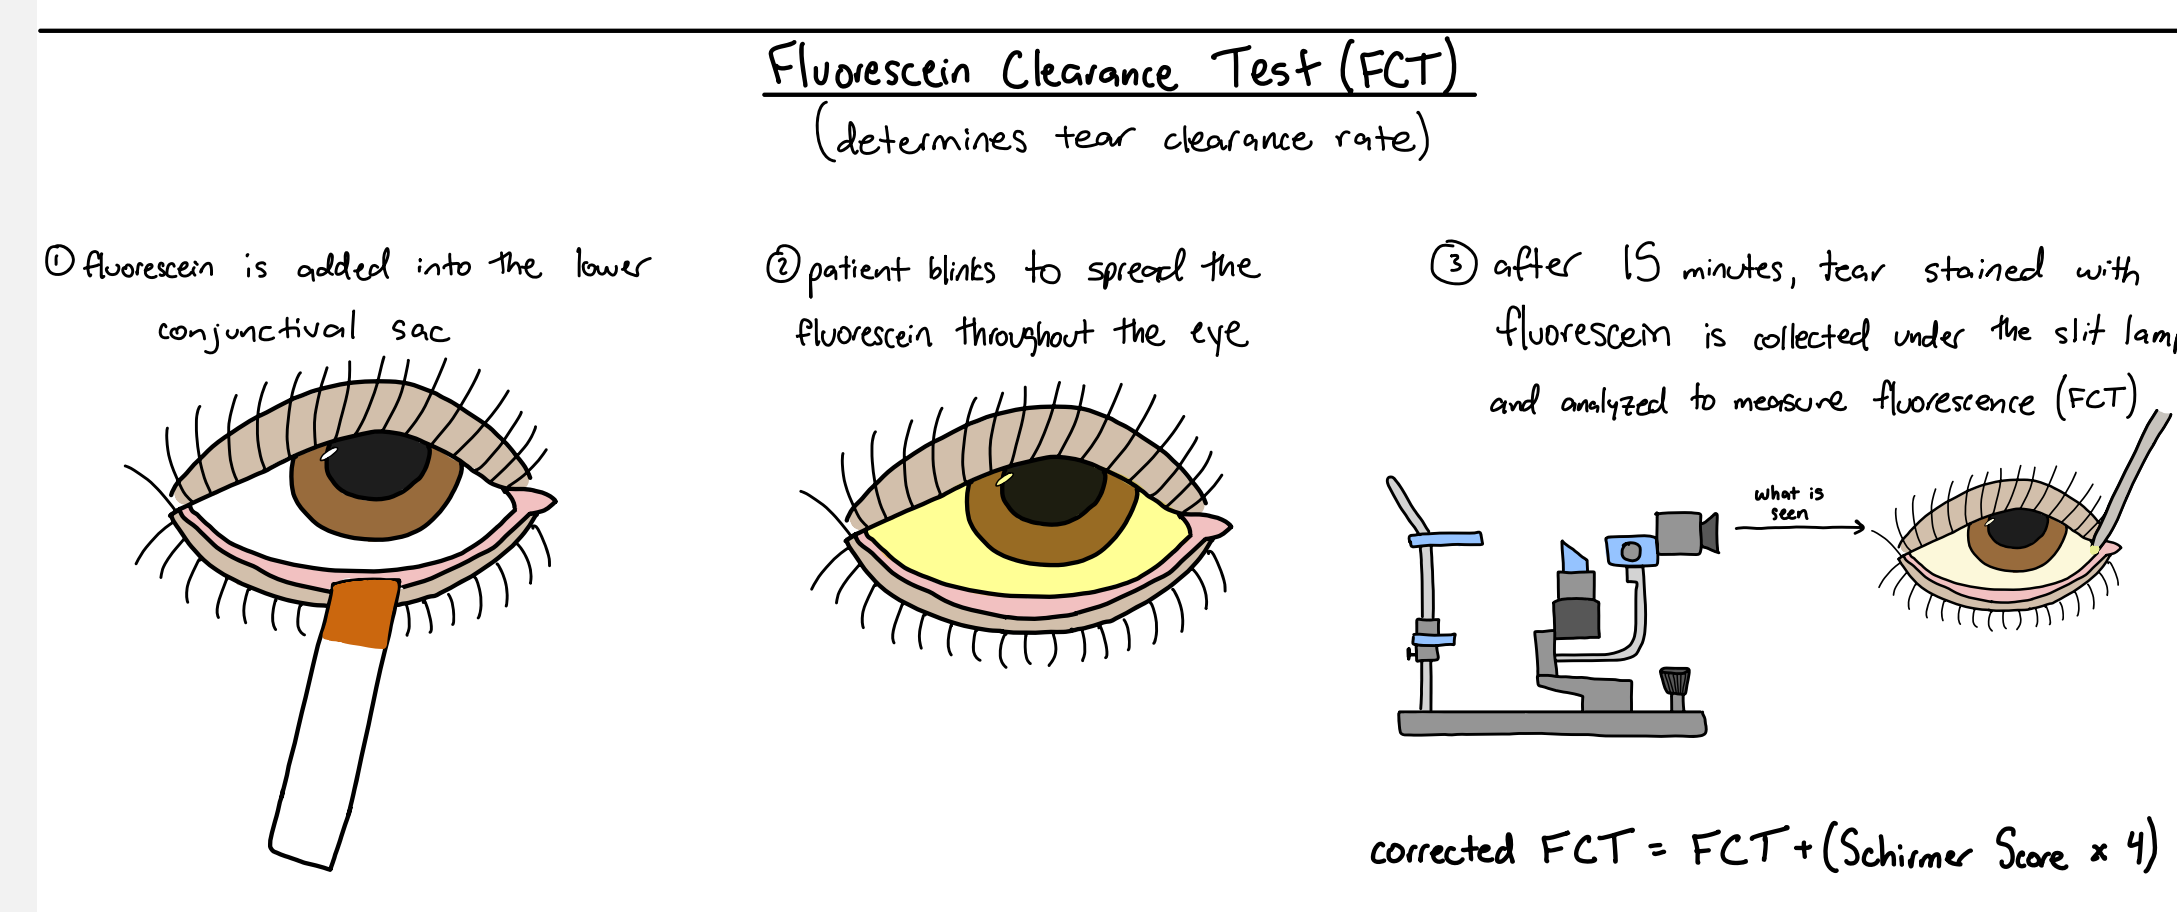 Fluorescein Clearance Test (FCT)
(determines tear clearance rate)
① fluorescein is added into the lower
conjunctival sac
② patient blinks to spread the
fluorescein throughout the eye
③ after 15 minutes, tear stained with
fluorescein is collected under the slit
and analyzed to measure fluorescence (FCT)
what is
seen
corrected FCT = FCT + (Schirmer Score x 4)